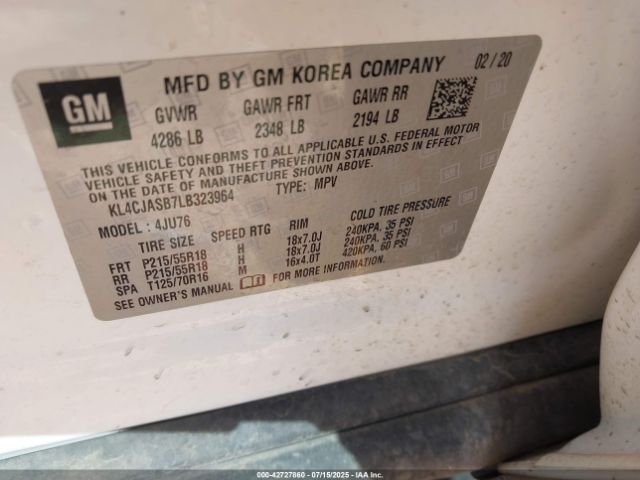 GM
MFD BY GM KOREA COMPANY 02/20
GVWR GAWR FRT GAWR RR
4286 LB 2348 LB 2194 LB
THIS VEHICLE CONFORMS TO ALL APPLICABLE U.S. FEDERAL MOTOR
VEHICLE SAFETY AND THEFT PREVENTION STANDARDS IN EFFECT
ON THE DATE OF MANUFACTURE SHOWN ABOVE.
KL4CJASB7LB323964 TYPE: MPV
MODEL: 4JU76
TIRE SIZE SPEED RTG RIM COLD TIRE PRESSURE
FRT P215/55R18 H 18x7.0J 240KPA, 35 PSI
RR P215/55R18 H 18x7.0J 240KPA, 35 PSI
SPA T125/70R16 M 16x4.0T 420KPA, 60 PSI
SEE OWNER'S MANUAL FOR MORE INFORMATION.
000-42727860 07/15/2025 IAA Inc.